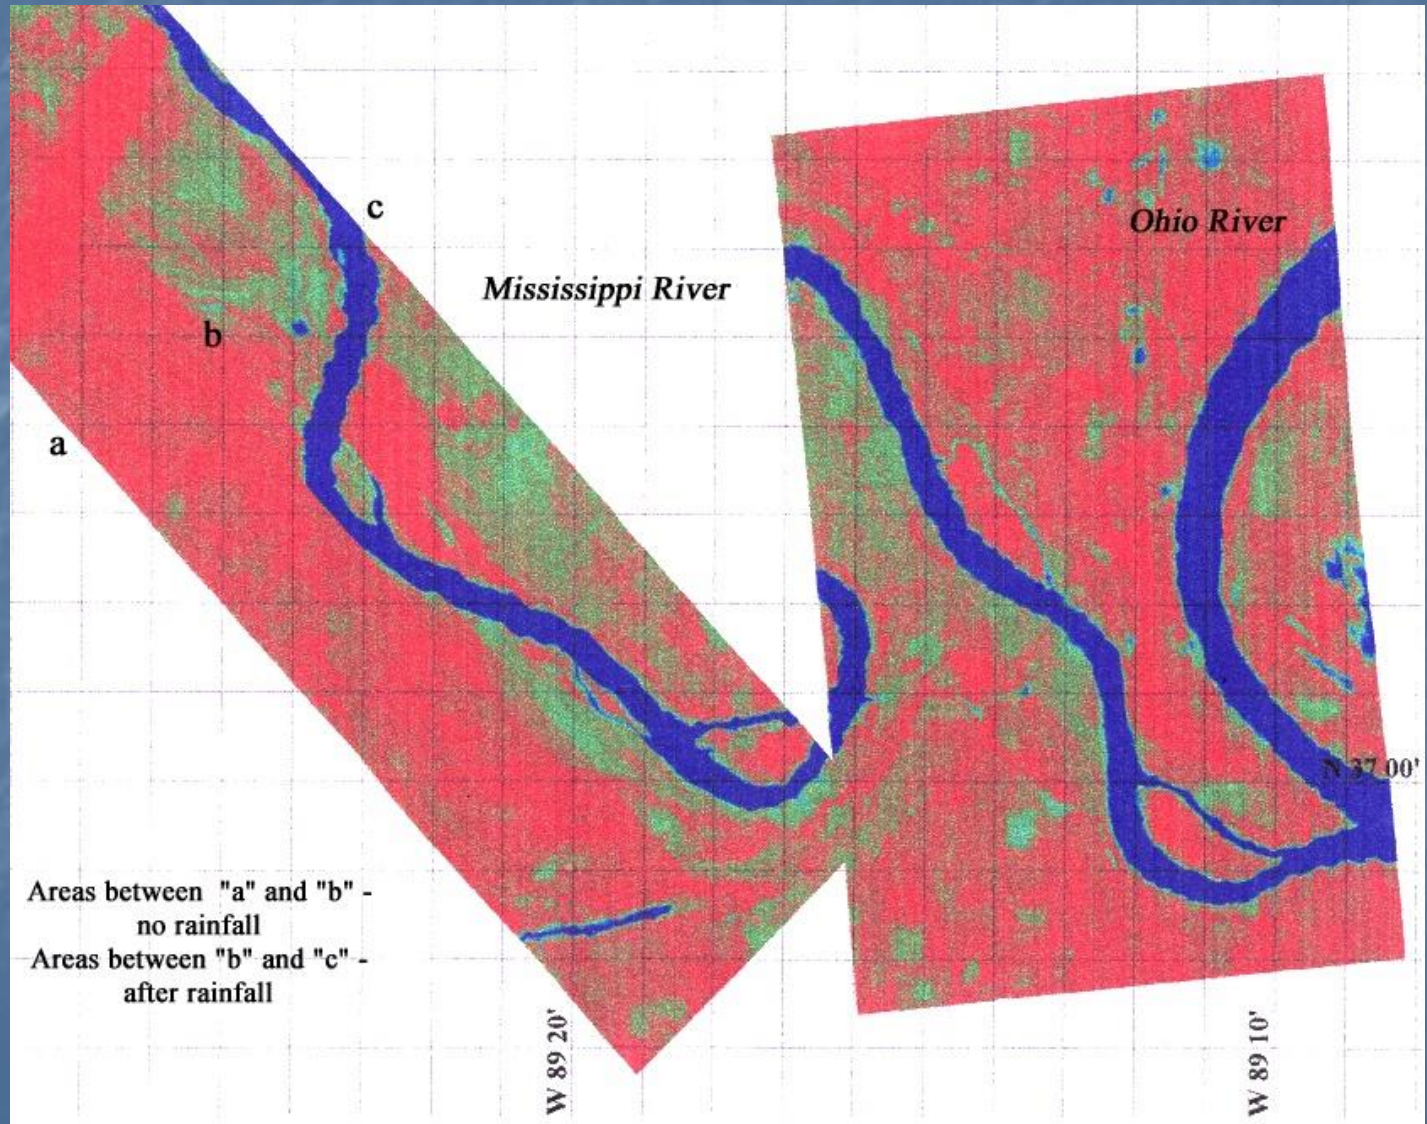 c
Ohio River
Mississippi River
b
a
N 37 00'
Areas between "a" and "b" -
no rainfall
Areas between "b" and "c" -
after rainfall
W 89 20'
W 89 10'